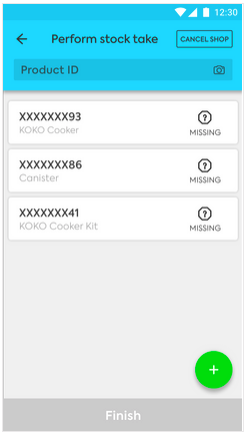 12:30
Perform stock take
CANCEL SHOP
Product ID
XXXXXXX93
KOKO Cooker
MISSING
XXXXXXX86
Canister
MISSING
XXXXXXX41
KOKO Cooker Kit
MISSING
+
Finish